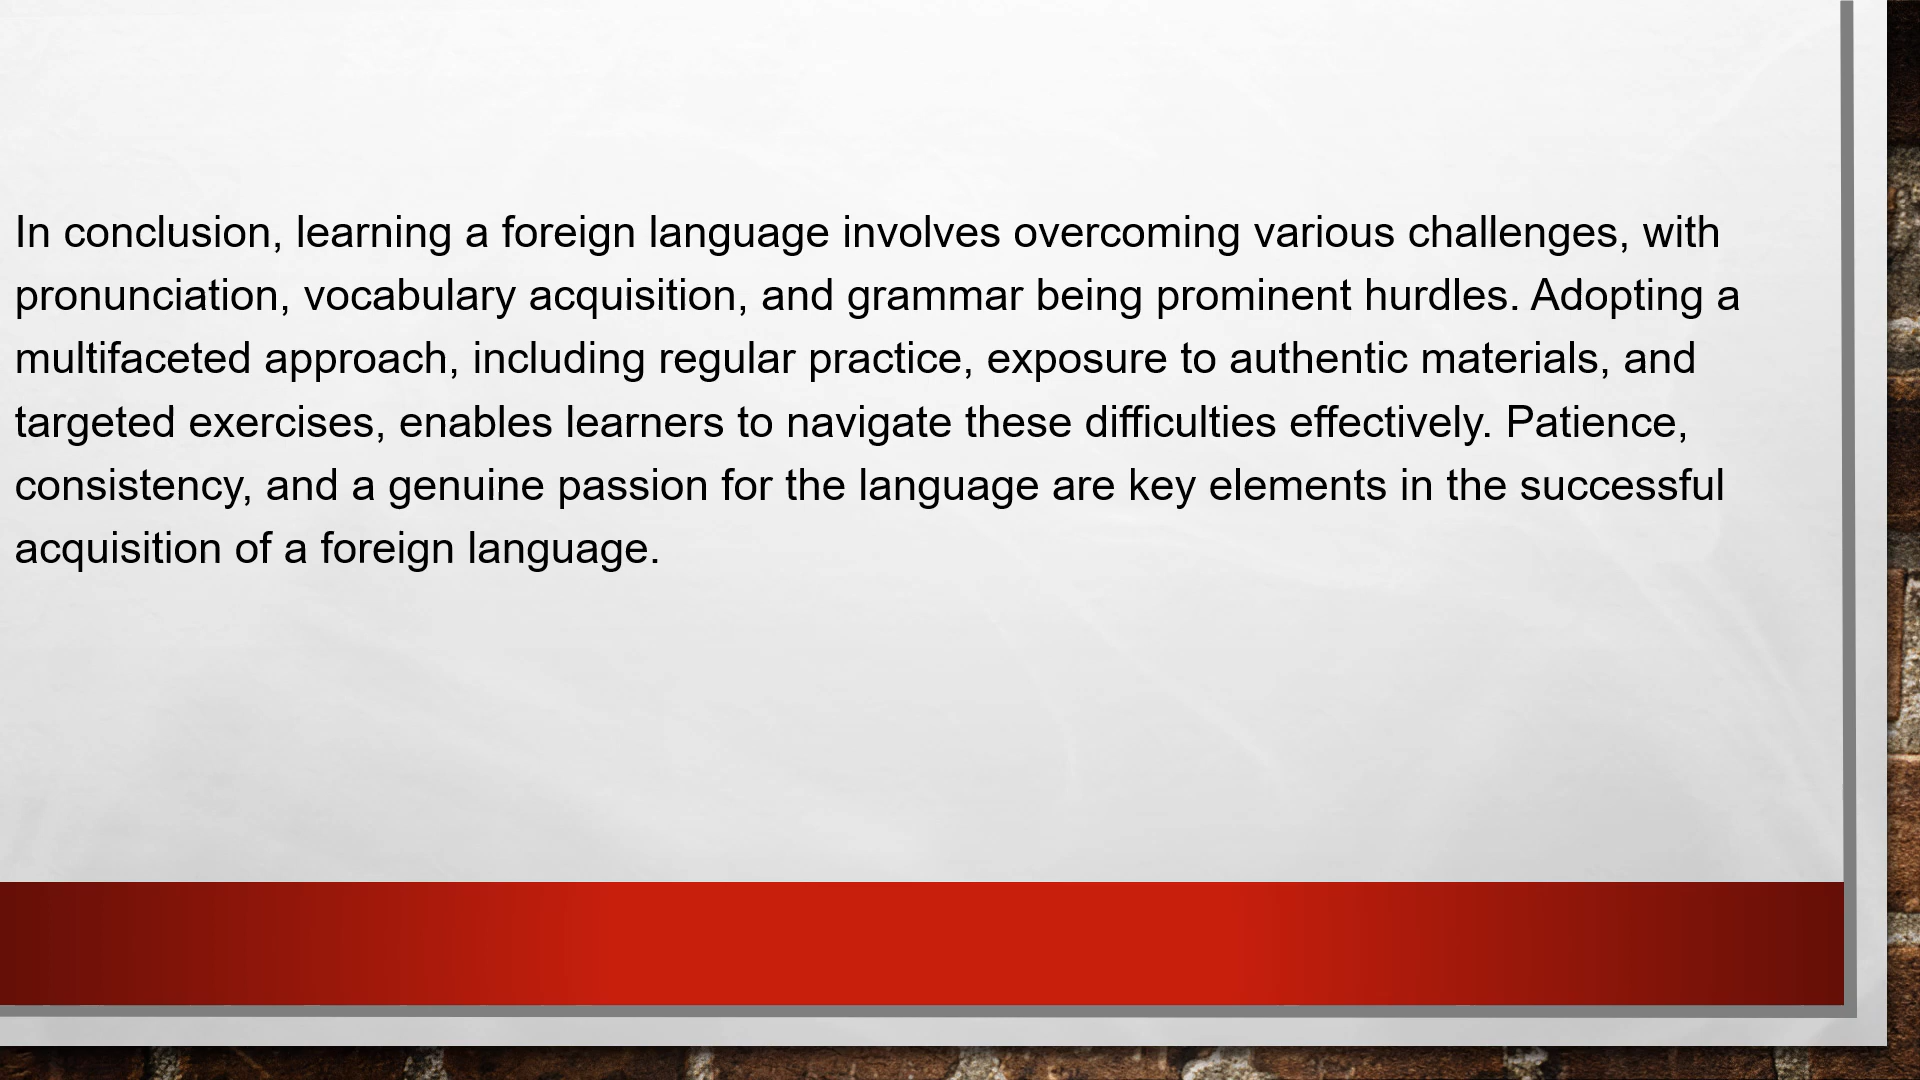 In conclusion, learning a foreign language involves overcoming various challenges, with
pronunciation, vocabulary acquisition, and grammar being prominent hurdles. Adopting a
multifaceted approach, including regular practice, exposure to authentic materials, and
targeted exercises, enables learners to navigate these difficulties effectively. Patience,
consistency, and a genuine passion for the language are key elements in the successful
acquisition of a foreign language.